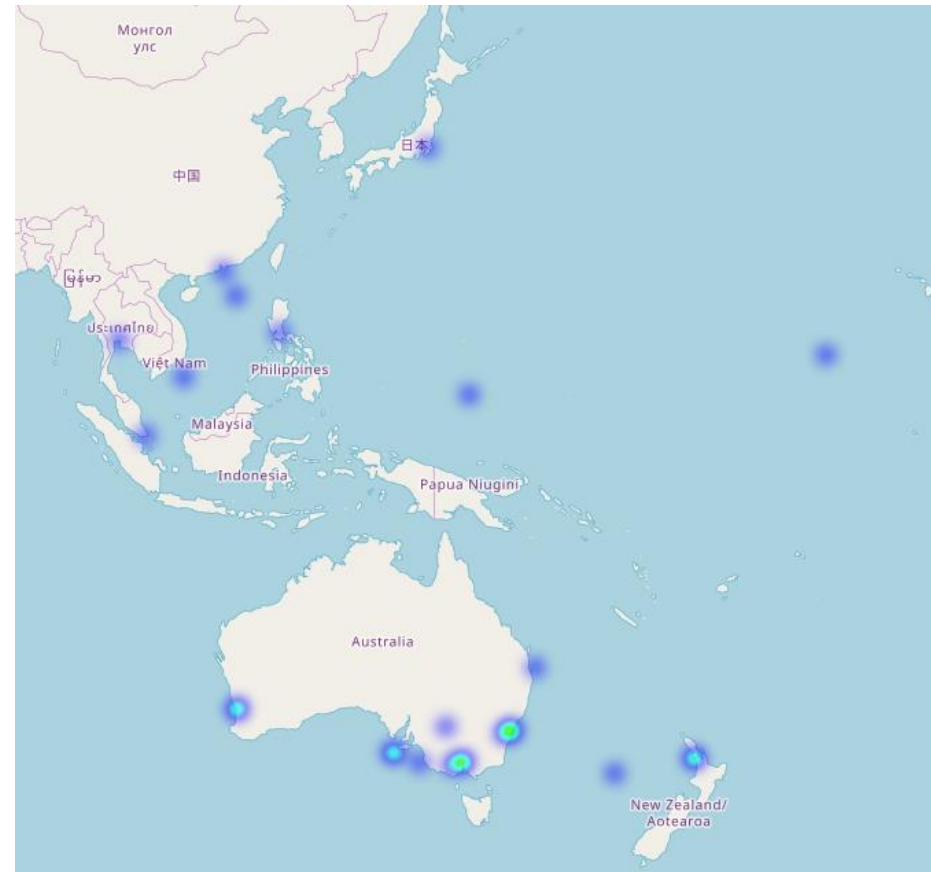 Монгол
улс
日本
中国
မြန်မာ
ประเทศไทย
Việt Nam
Philippines
Malaysia
Indonesia
Papua Niugini
Australia
New Zealand/
Aotearoa